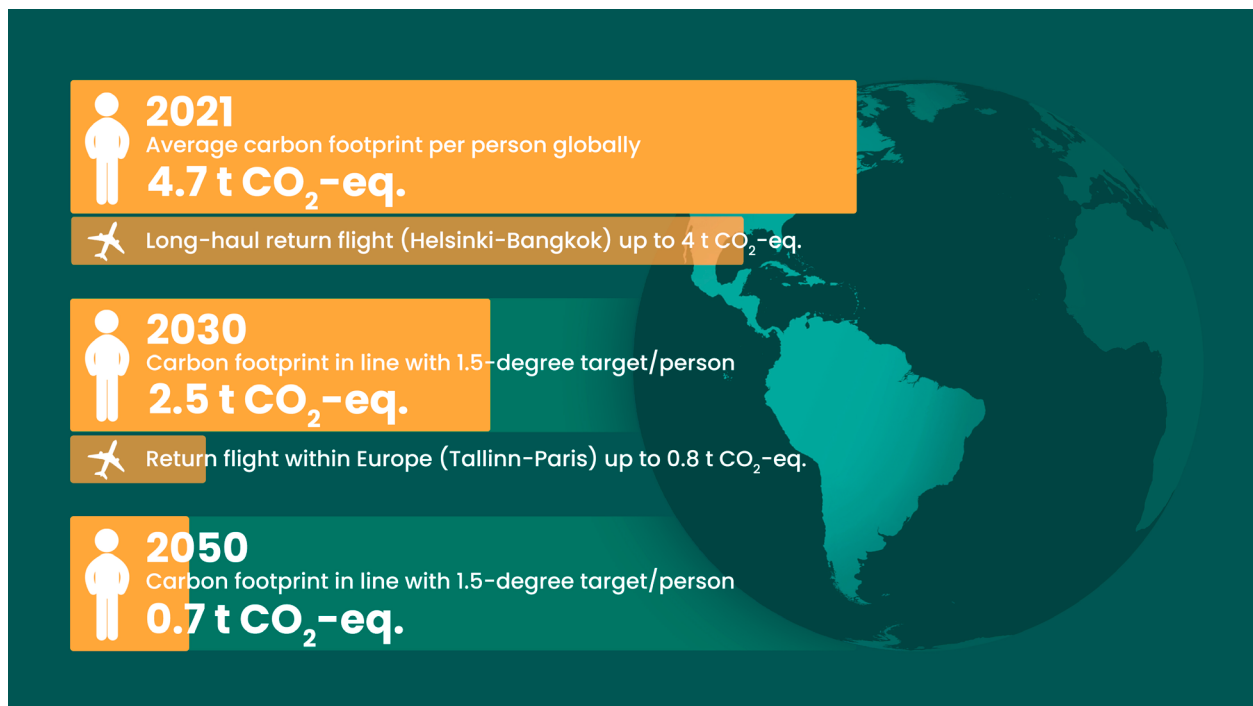 2021
Average carbon footprint per person globally
4.7 t CO₂-eq.
Long-haul return flight (Helsinki-Bangkok) up to 4 t CO₂-eq.
2030
Carbon footprint in line with 1.5-degree target/person
2.5 t CO₂-eq.
Return flight within Europe (Tallinn-Paris) up to 0.8 t CO₂-eq.
2050
Carbon footprint in line with 1.5-degree target/person
0.7 t CO₂-eq.